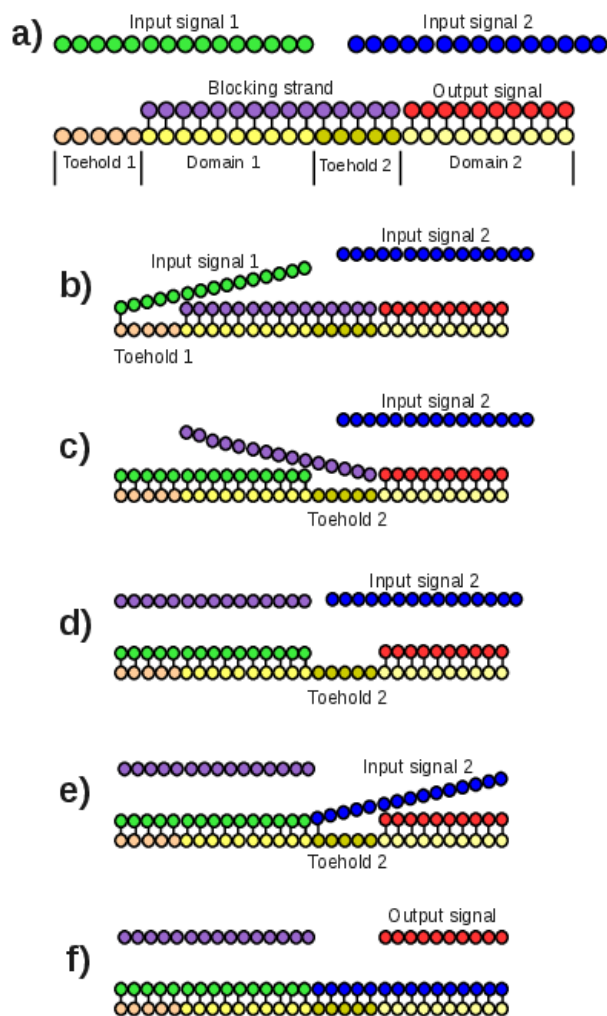 a)
Input signal 1
Input signal 2
Blocking strand
Output signal
Toehold 1
Domain 1
Toehold 2
Domain 2
b)
Input signal 2
Input signal 1
Toehold 1
c)
Input signal 2
Toehold 2
d)
Input signal 2
Toehold 2
e)
Input signal 2
Toehold 2
f)
Output signal